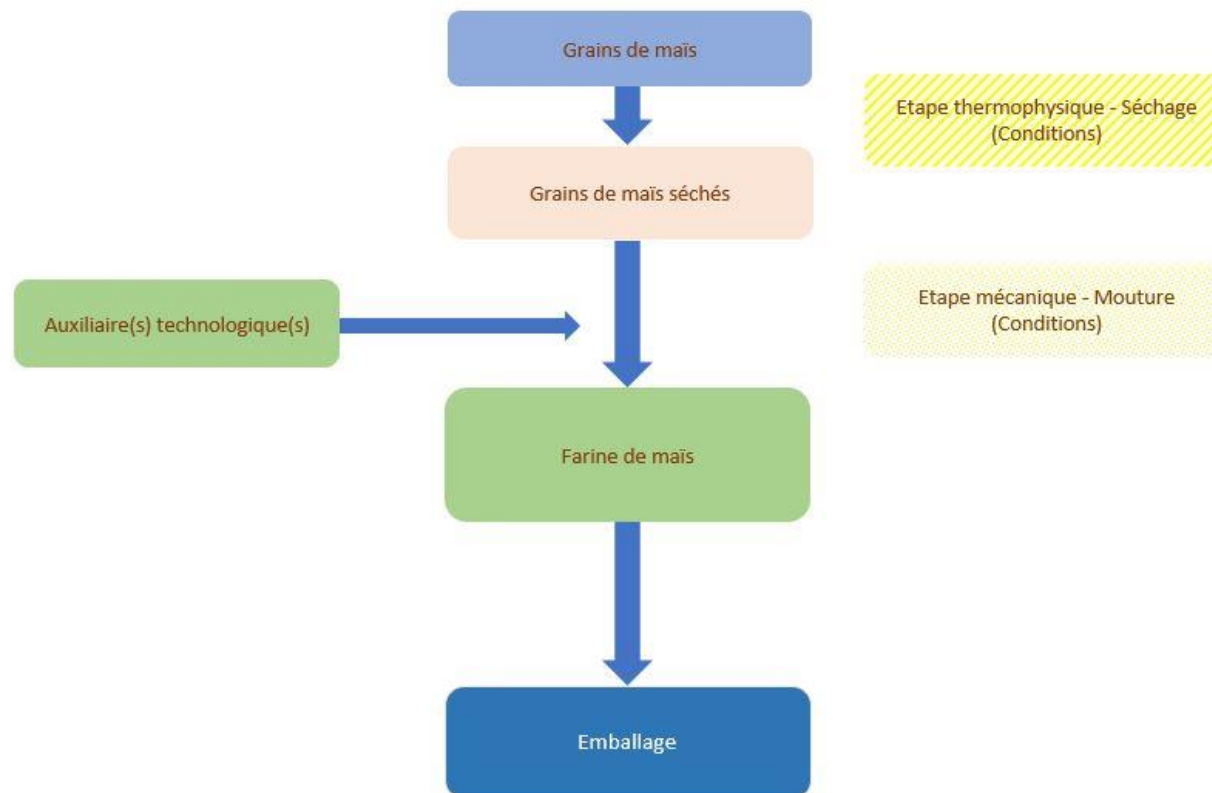 Grains de maïs
Etape thermophysique - Séchage
(Conditions)
Grains de maïs séchés
Etape mécanique - Mouture
(Conditions)
Auxiliaire(s) technologique(s)
Farine de maïs
Emballage